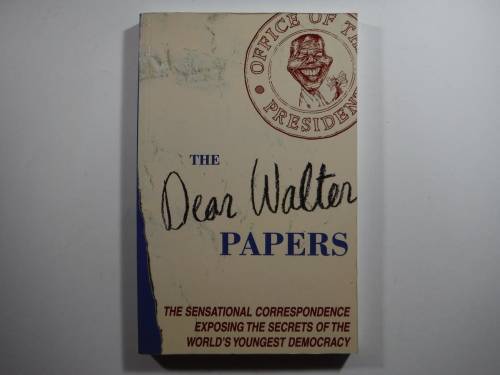 OFFICE OF THE
PRESIDENT
THE
Dear Walter
PAPERS
THE SENSATIONAL CORRESPONDENCE
EXPOSING THE SECRETS OF THE
WORLD'S YOUNGEST DEMOCRACY